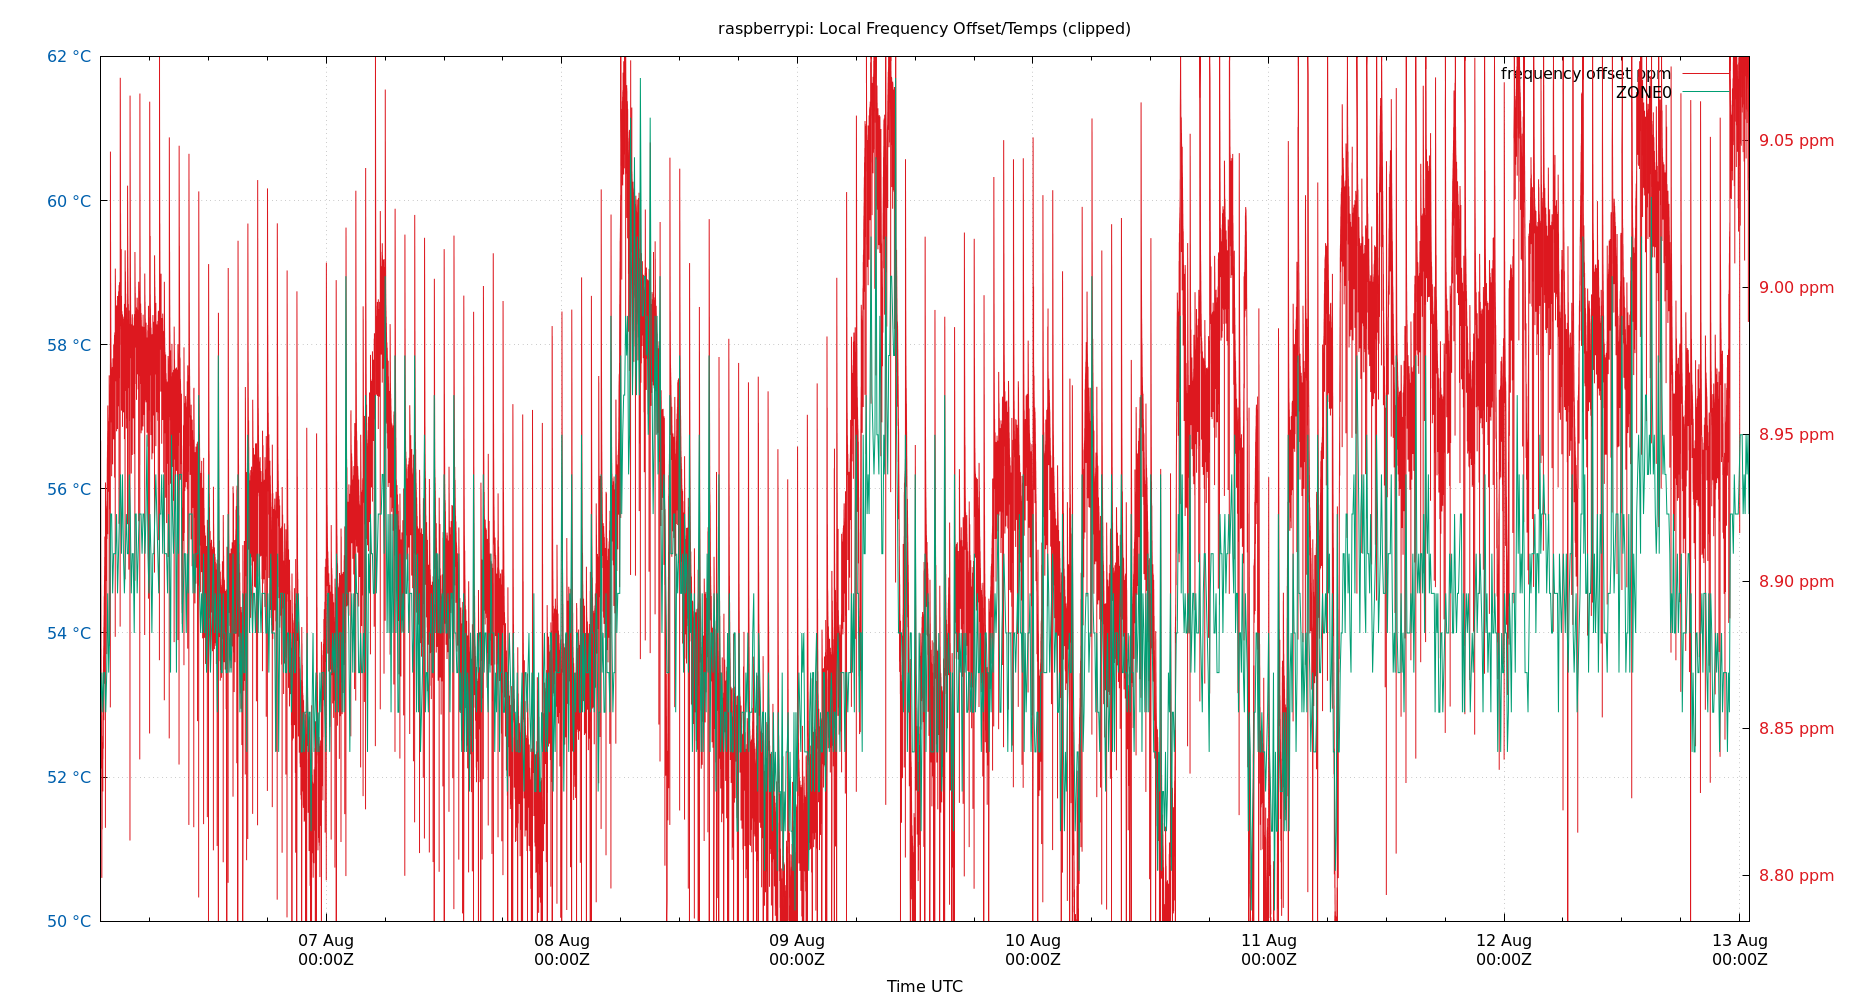 raspberrypi: Local Frequency Offset/Temps (clipped)
62 °C
frequency offset ppm
ZONE0
9.05 ppm
60 °C
9.00 ppm
58 °C
8.95 ppm
56 °C
8.90 ppm
54 °C
8.85 ppm
52 °C
8.80 ppm
50 °C
07 Aug 08 Aug 09 Aug 10 Aug 11 Aug 12 Aug 13 Aug
00:00Z 00:00Z 00:00Z 00:00Z 00:00Z 00:00Z 00:00Z
Time UTC